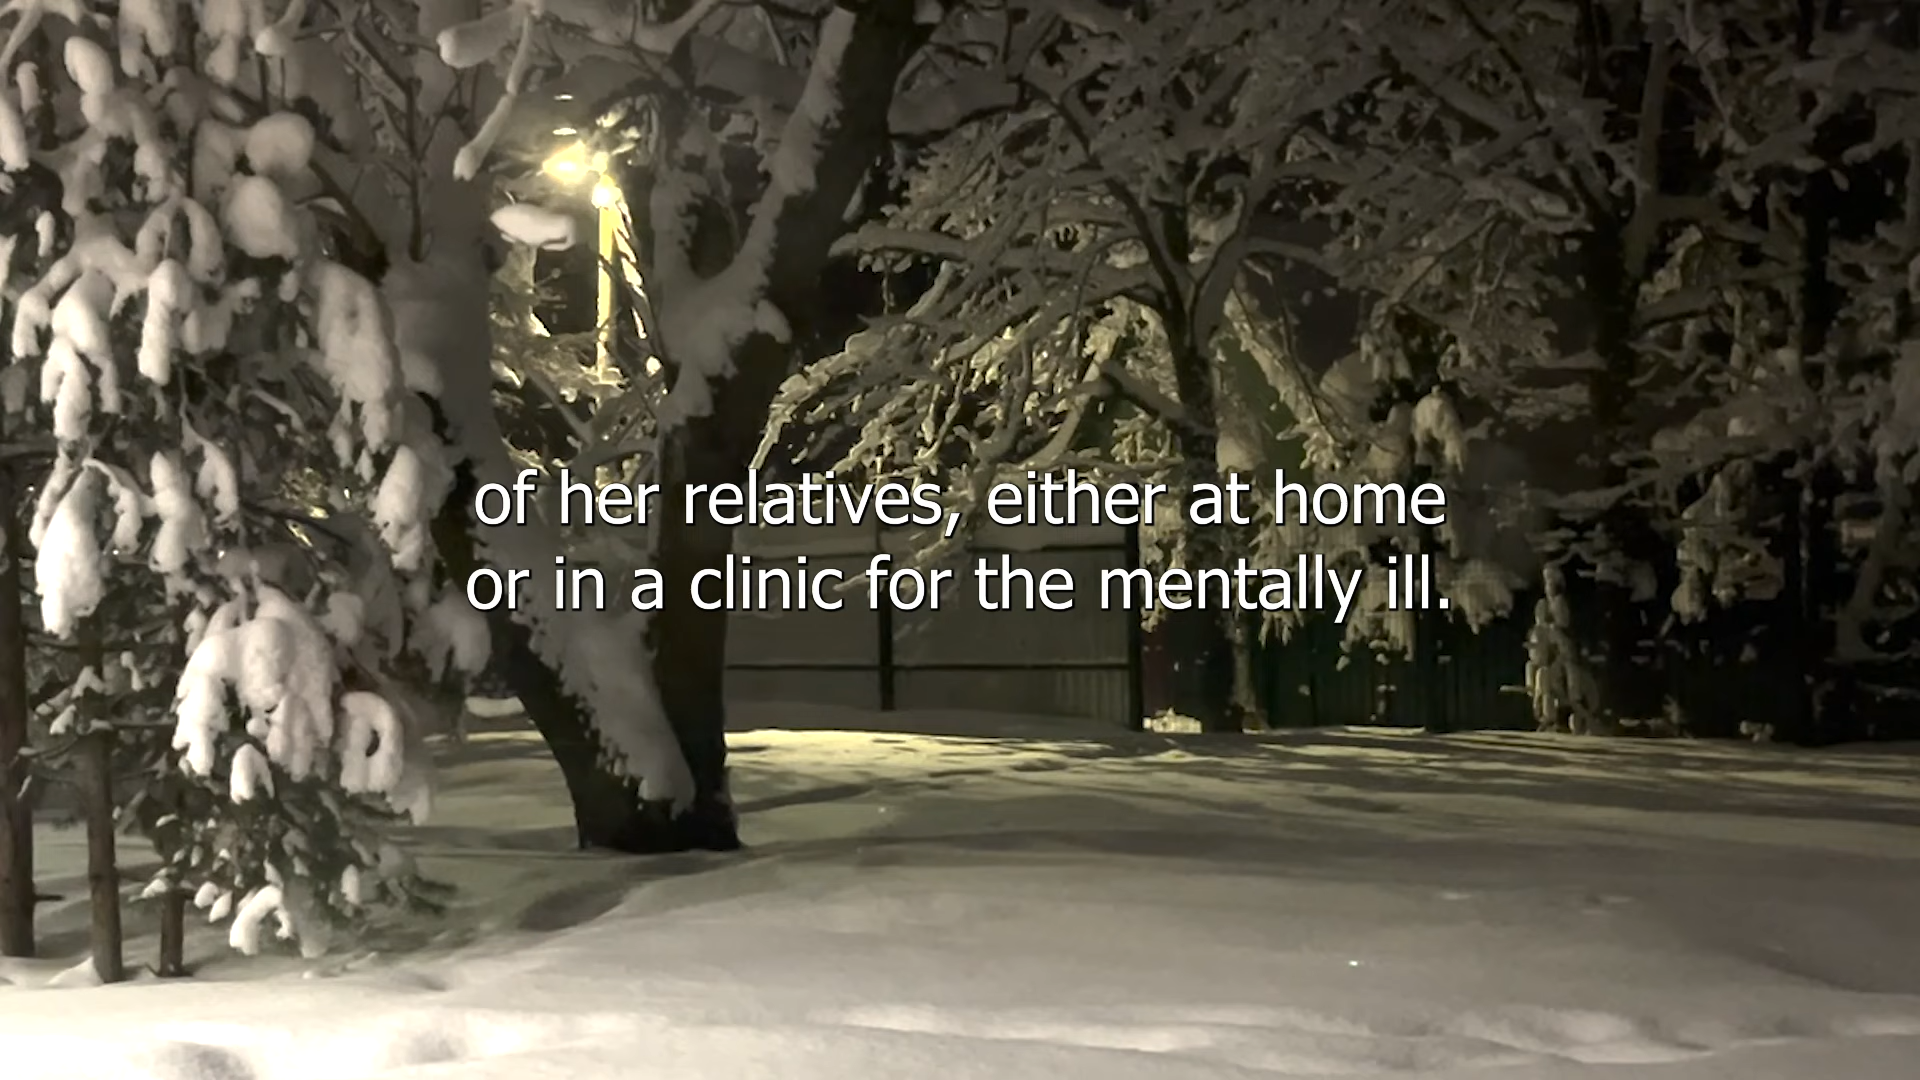 of her relatives, either at home
or in a clinic for the mentally ill.